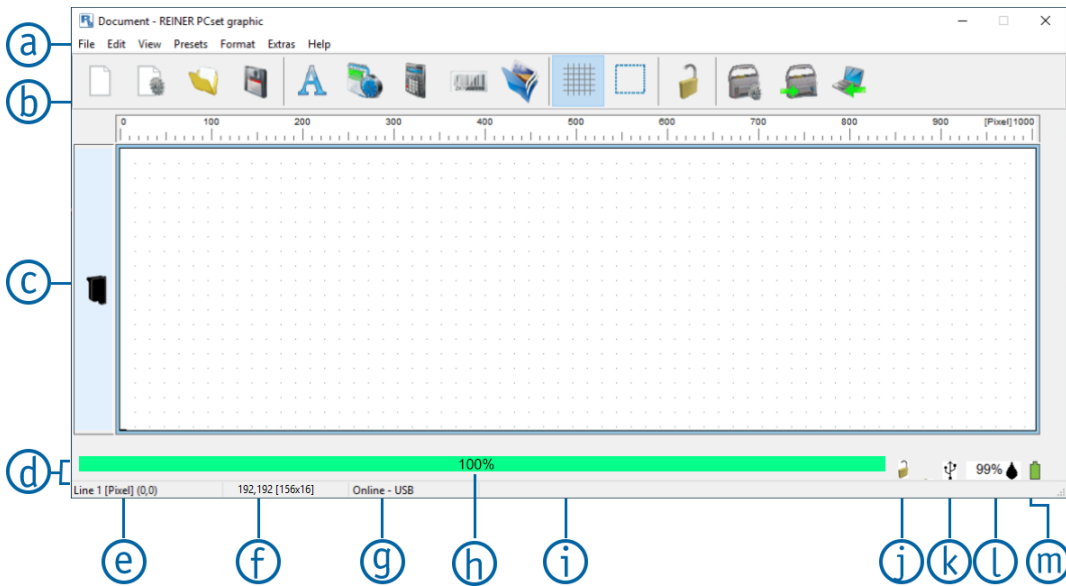 Document - REINER PCset graphic
a
File Edit View Presets Format Extras Help
b
0 100 200 300 400 500 600 700 800 900 [Pixel] 1000
c
d
100%
99%
Line 1 [Pixel] (0,0) 192,192 [156x16] Online - USB
e f g h i j k l m